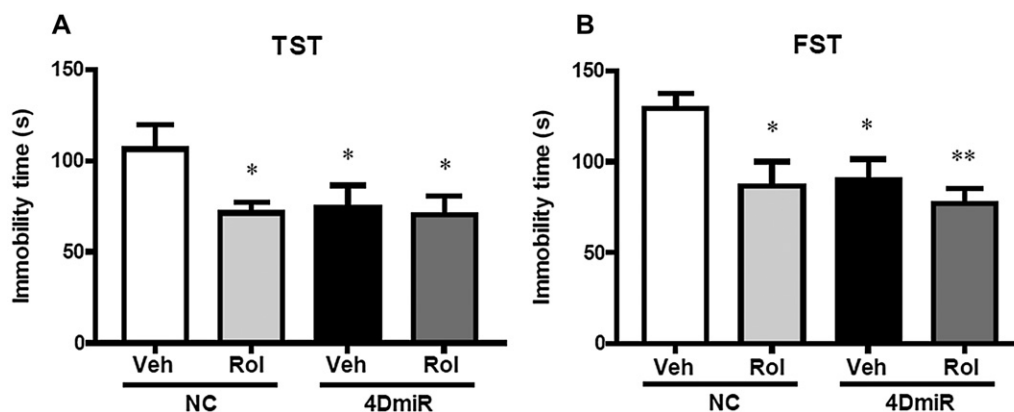 A
TST
Immobility time (s)
150
100
50
0
*
*
*
Veh Rol Veh Rol
NC 4DmiR
B
FST
Immobility time (s)
150
100
50
0
*
*
**
Veh Rol Veh Rol
NC 4DmiR